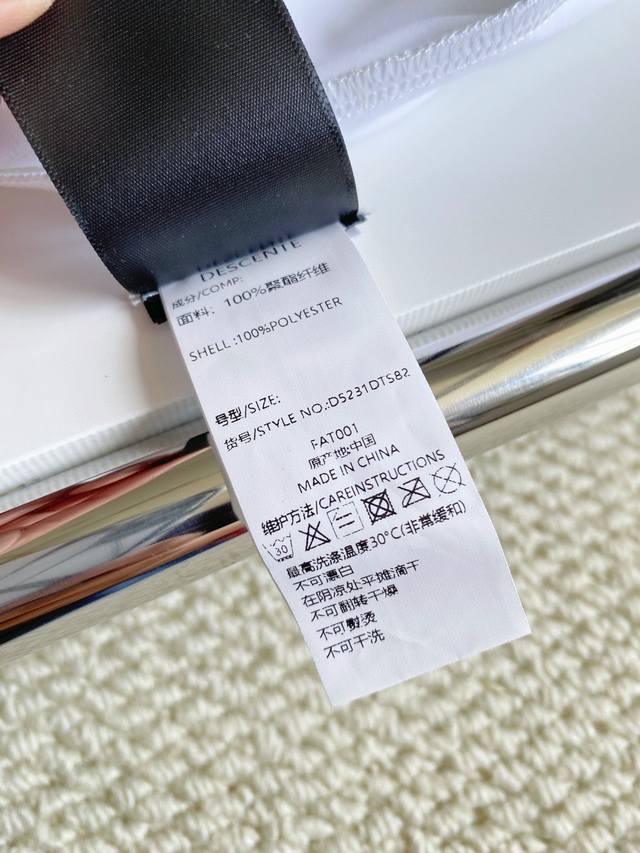 DESCENTE
成分/COMP:
面料: 100%聚酯纤维
SHELL :100%POLYESTER
号型/SIZE:
货号/STYLE NO.:D5231DTS82
FAT001
原产地:中国
MADE IN CHINA
维护方法/CAREINSTRUCTIONS
30
最高洗涤温度30°C(非常缓和)
不可漂白
在阴凉处平摊滴干
不可翻转干燥
不可熨烫
不可干洗